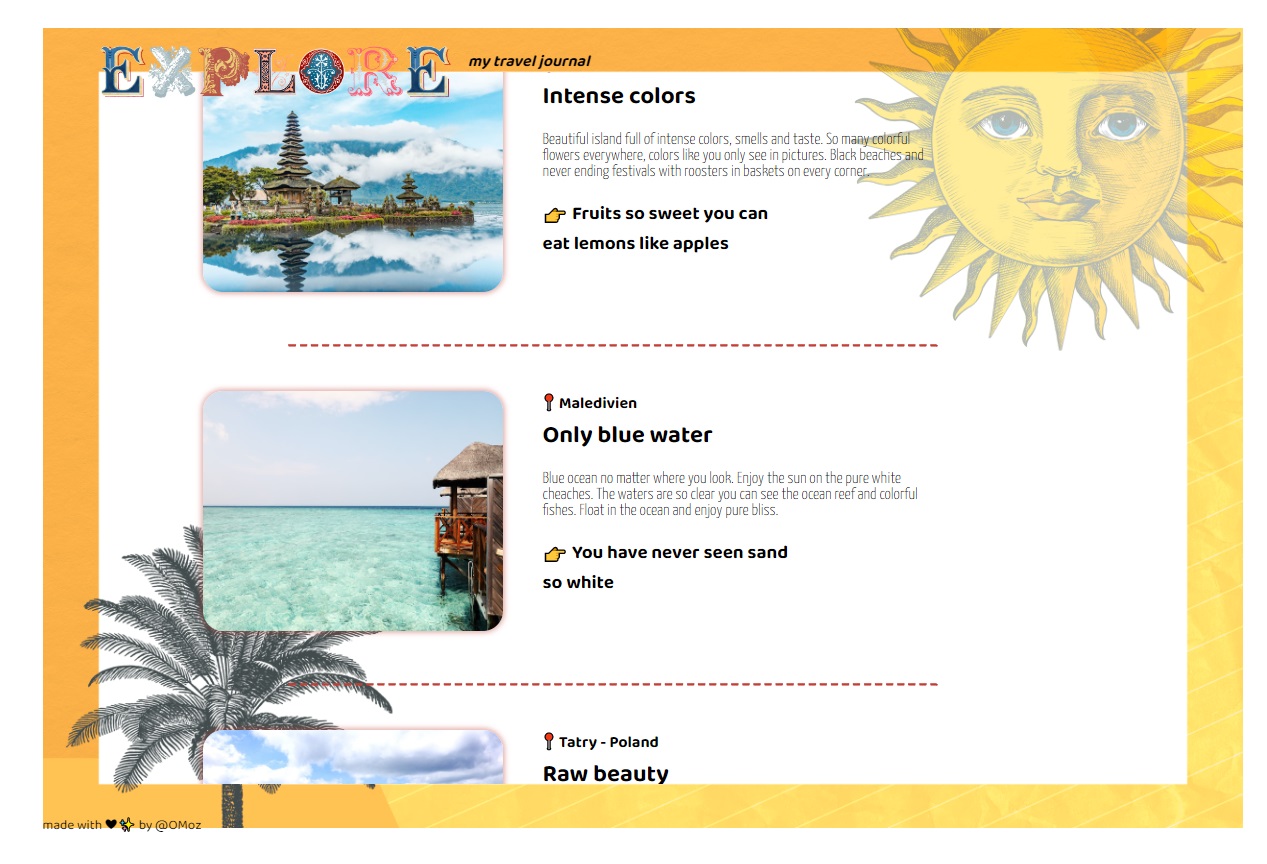 EXPLORE
my travel journal
Intense colors
Beautiful island full of intense colors, smells and taste. So many colorful
flowers everywhere, colors like you only see in pictures. Black beaches and
never ending festivals with roosters in baskets on every corner.
👉 Fruits so sweet you can
eat lemons like apples
📍 Maledivien
Only blue water
Blue ocean no matter where you look. Enjoy the sun on the pure white
cheaches. The waters are so clear you can see the ocean reef and colorful
fishes. Float in the ocean and enjoy pure bliss.
👉 You have never seen sand
so white
📍 Tatry - Poland
Raw beauty
made with 🖤✨ by @OMoz